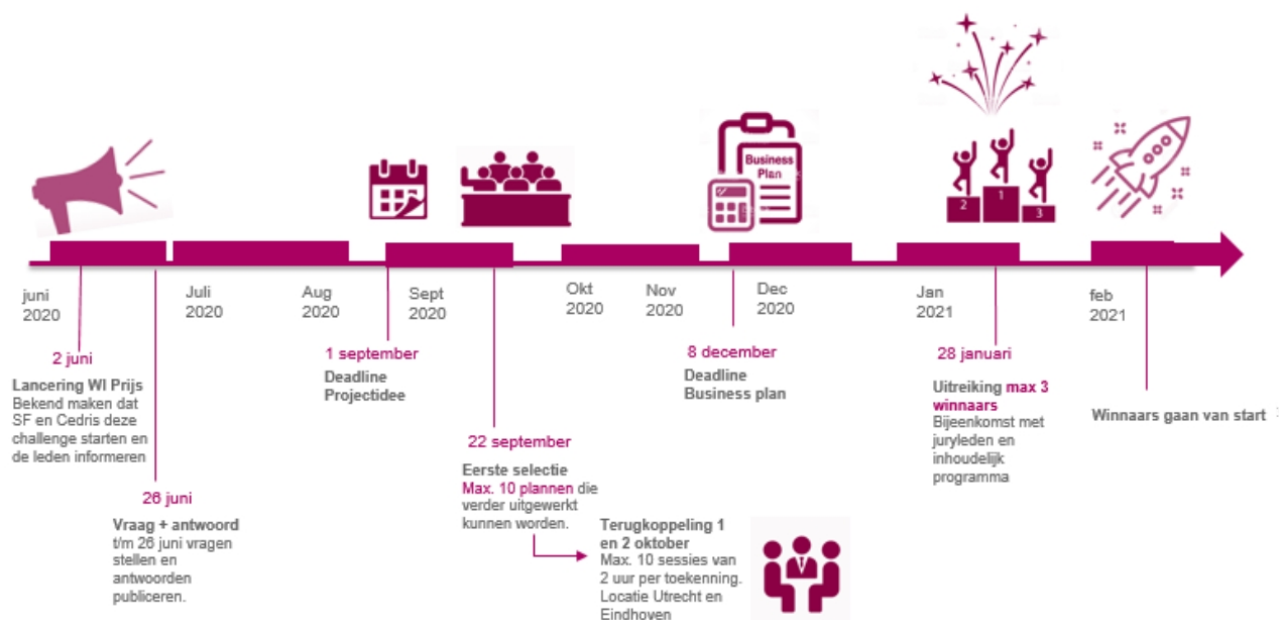 Business
Plan
2
1
3
juni
2020
Juli
2020
Aug
2020
Sept
2020
Okt
2020
Nov
2020
Dec
2020
Jan
2021
feb
2021
2 juni
Lancering WI Prijs
Bekend maken dat
SF en Cedris deze
challenge starten en
de leden informeren
26 juni
Vraag + antwoord
t/m 26 juni vragen
stellen en
antwoorden
publiceren.
1 september
Deadline
Projectidee
22 september
Eerste selectie
Max. 10 plannen die
verder uitgewerkt
kunnen worden.
Terugkoppeling 1
en 2 oktober
Max. 10 sessies van
2 uur per toekenning.
Locatie Utrecht en
Eindhoven
8 december
Deadline
Business plan
28 januari
Uitreiking max 3
winnaars
Bijeenkomst met
juryleden en
inhoudelijk
programma
Winnaars gaan van start